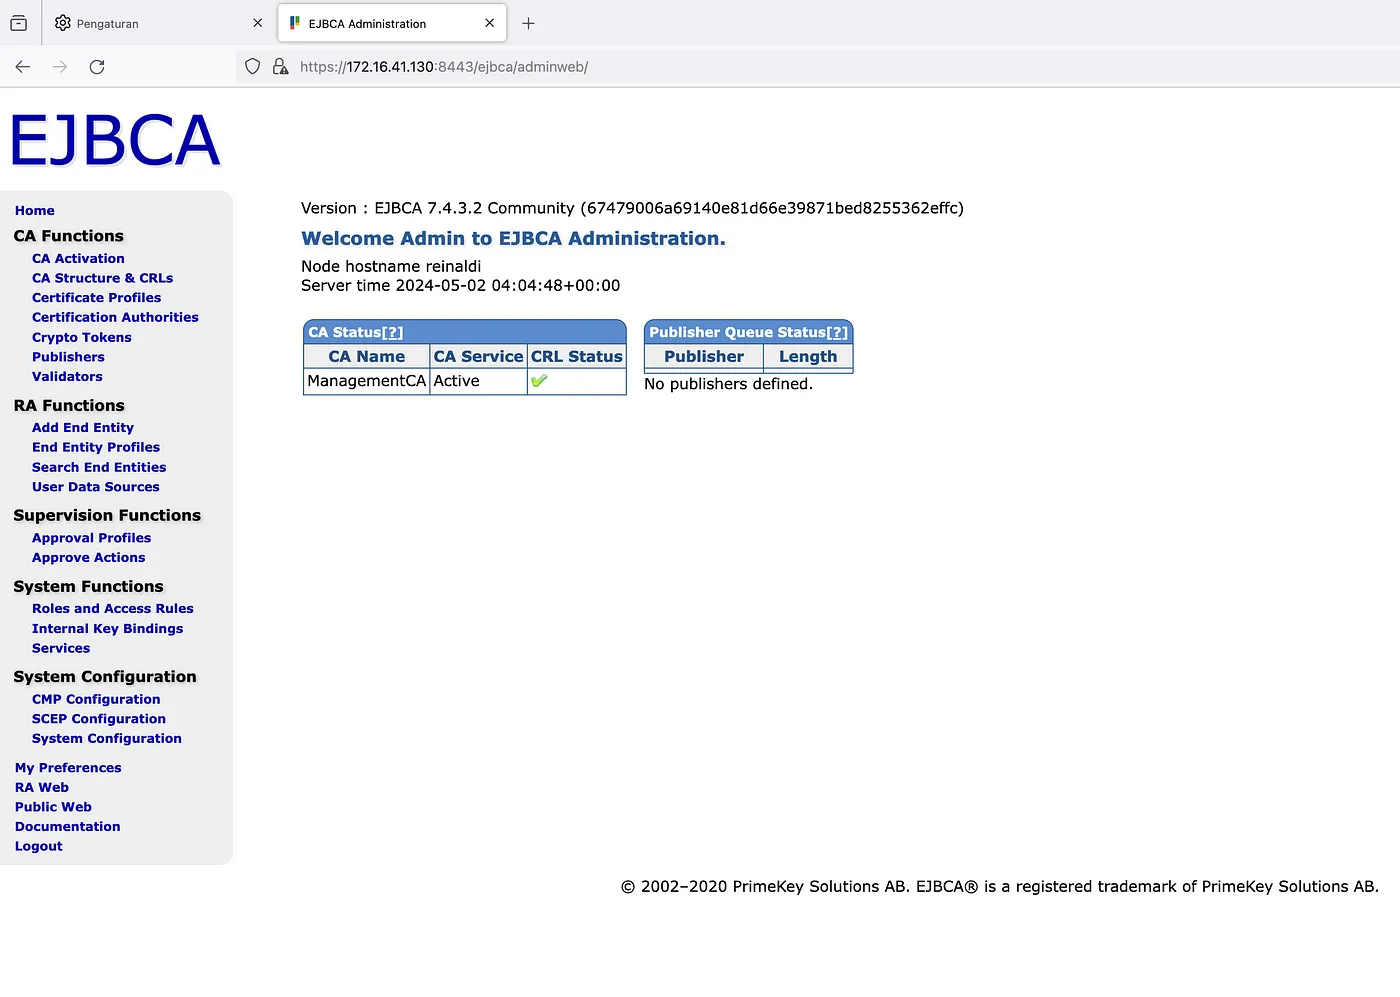 Pengaturan
EJBCA Administration
https://172.16.41.130:8443/ejbca/adminweb/
EJBCA
Home
CA Functions
CA Activation
CA Structure & CRLs
Certificate Profiles
Certification Authorities
Crypto Tokens
Publishers
Validators
RA Functions
Add End Entity
End Entity Profiles
Search End Entities
User Data Sources
Supervision Functions
Approval Profiles
Approve Actions
System Functions
Roles and Access Rules
Internal Key Bindings
Services
System Configuration
CMP Configuration
SCEP Configuration
System Configuration
My Preferences
RA Web
Public Web
Documentation
Logout
Version : EJBCA 7.4.3.2 Community (67479006a69140e81d66e39871bed8255362effc)
Welcome Admin to EJBCA Administration.
Node hostname reinaldi
Server time 2024-05-02 04:04:48+00:00
CA Status[?]
CA Name CA Service CRL Status
ManagementCA Active
Publisher Queue Status[?]
Publisher Length
No publishers defined.
© 2002–2020 PrimeKey Solutions AB. EJBCA® is a registered trademark of PrimeKey Solutions AB.